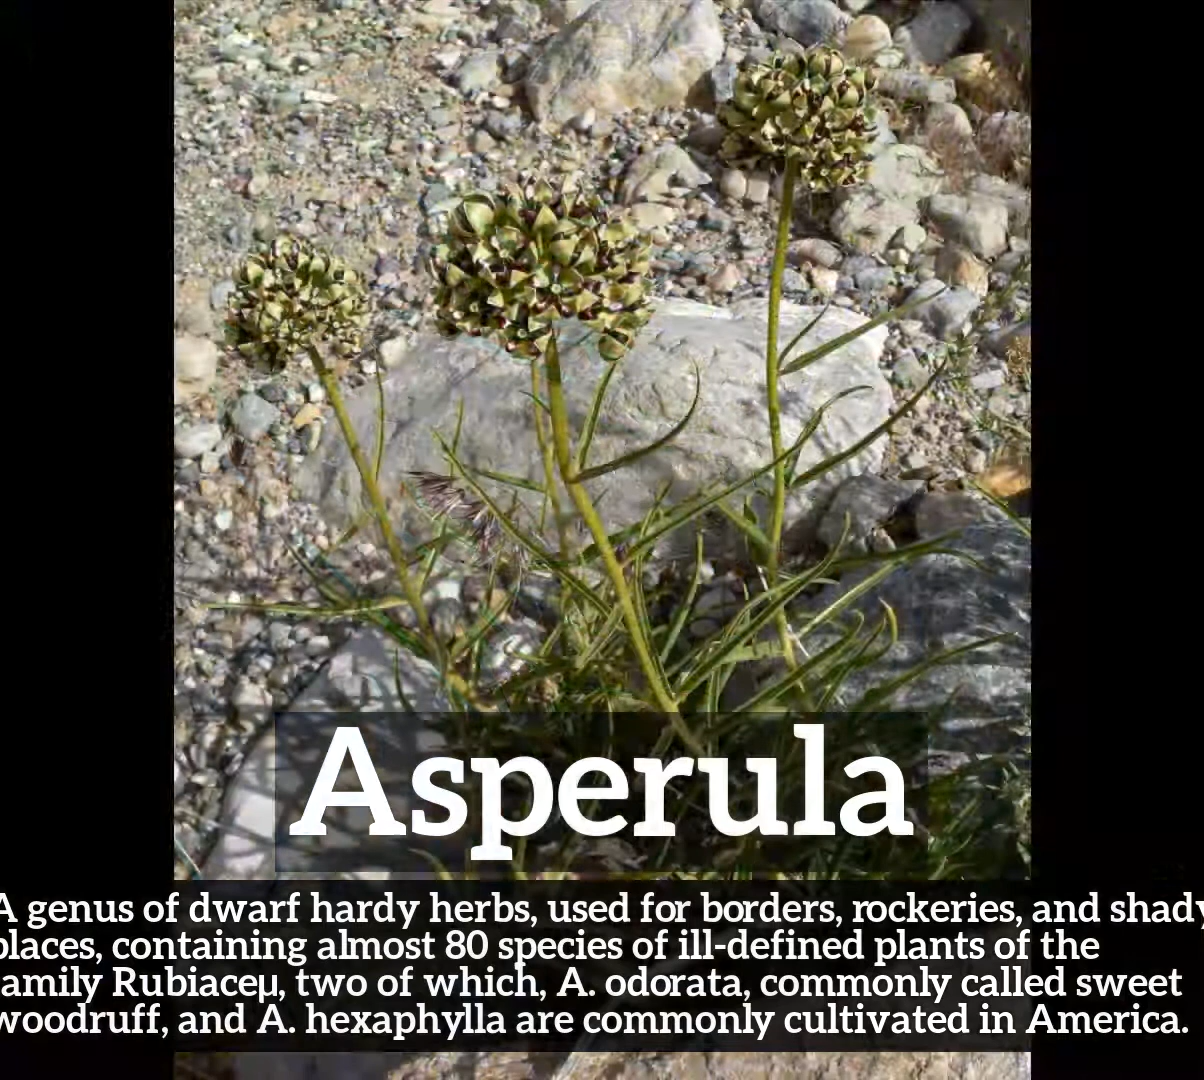 Asperula
A genus of dwarf hardy herbs, used for borders, rockeries, and shady
places, containing almost 80 species of ill-defined plants of the
family Rubiaceµ, two of which, A. odorata, commonly called sweet
woodruff, and A. hexaphylla are commonly cultivated in America.